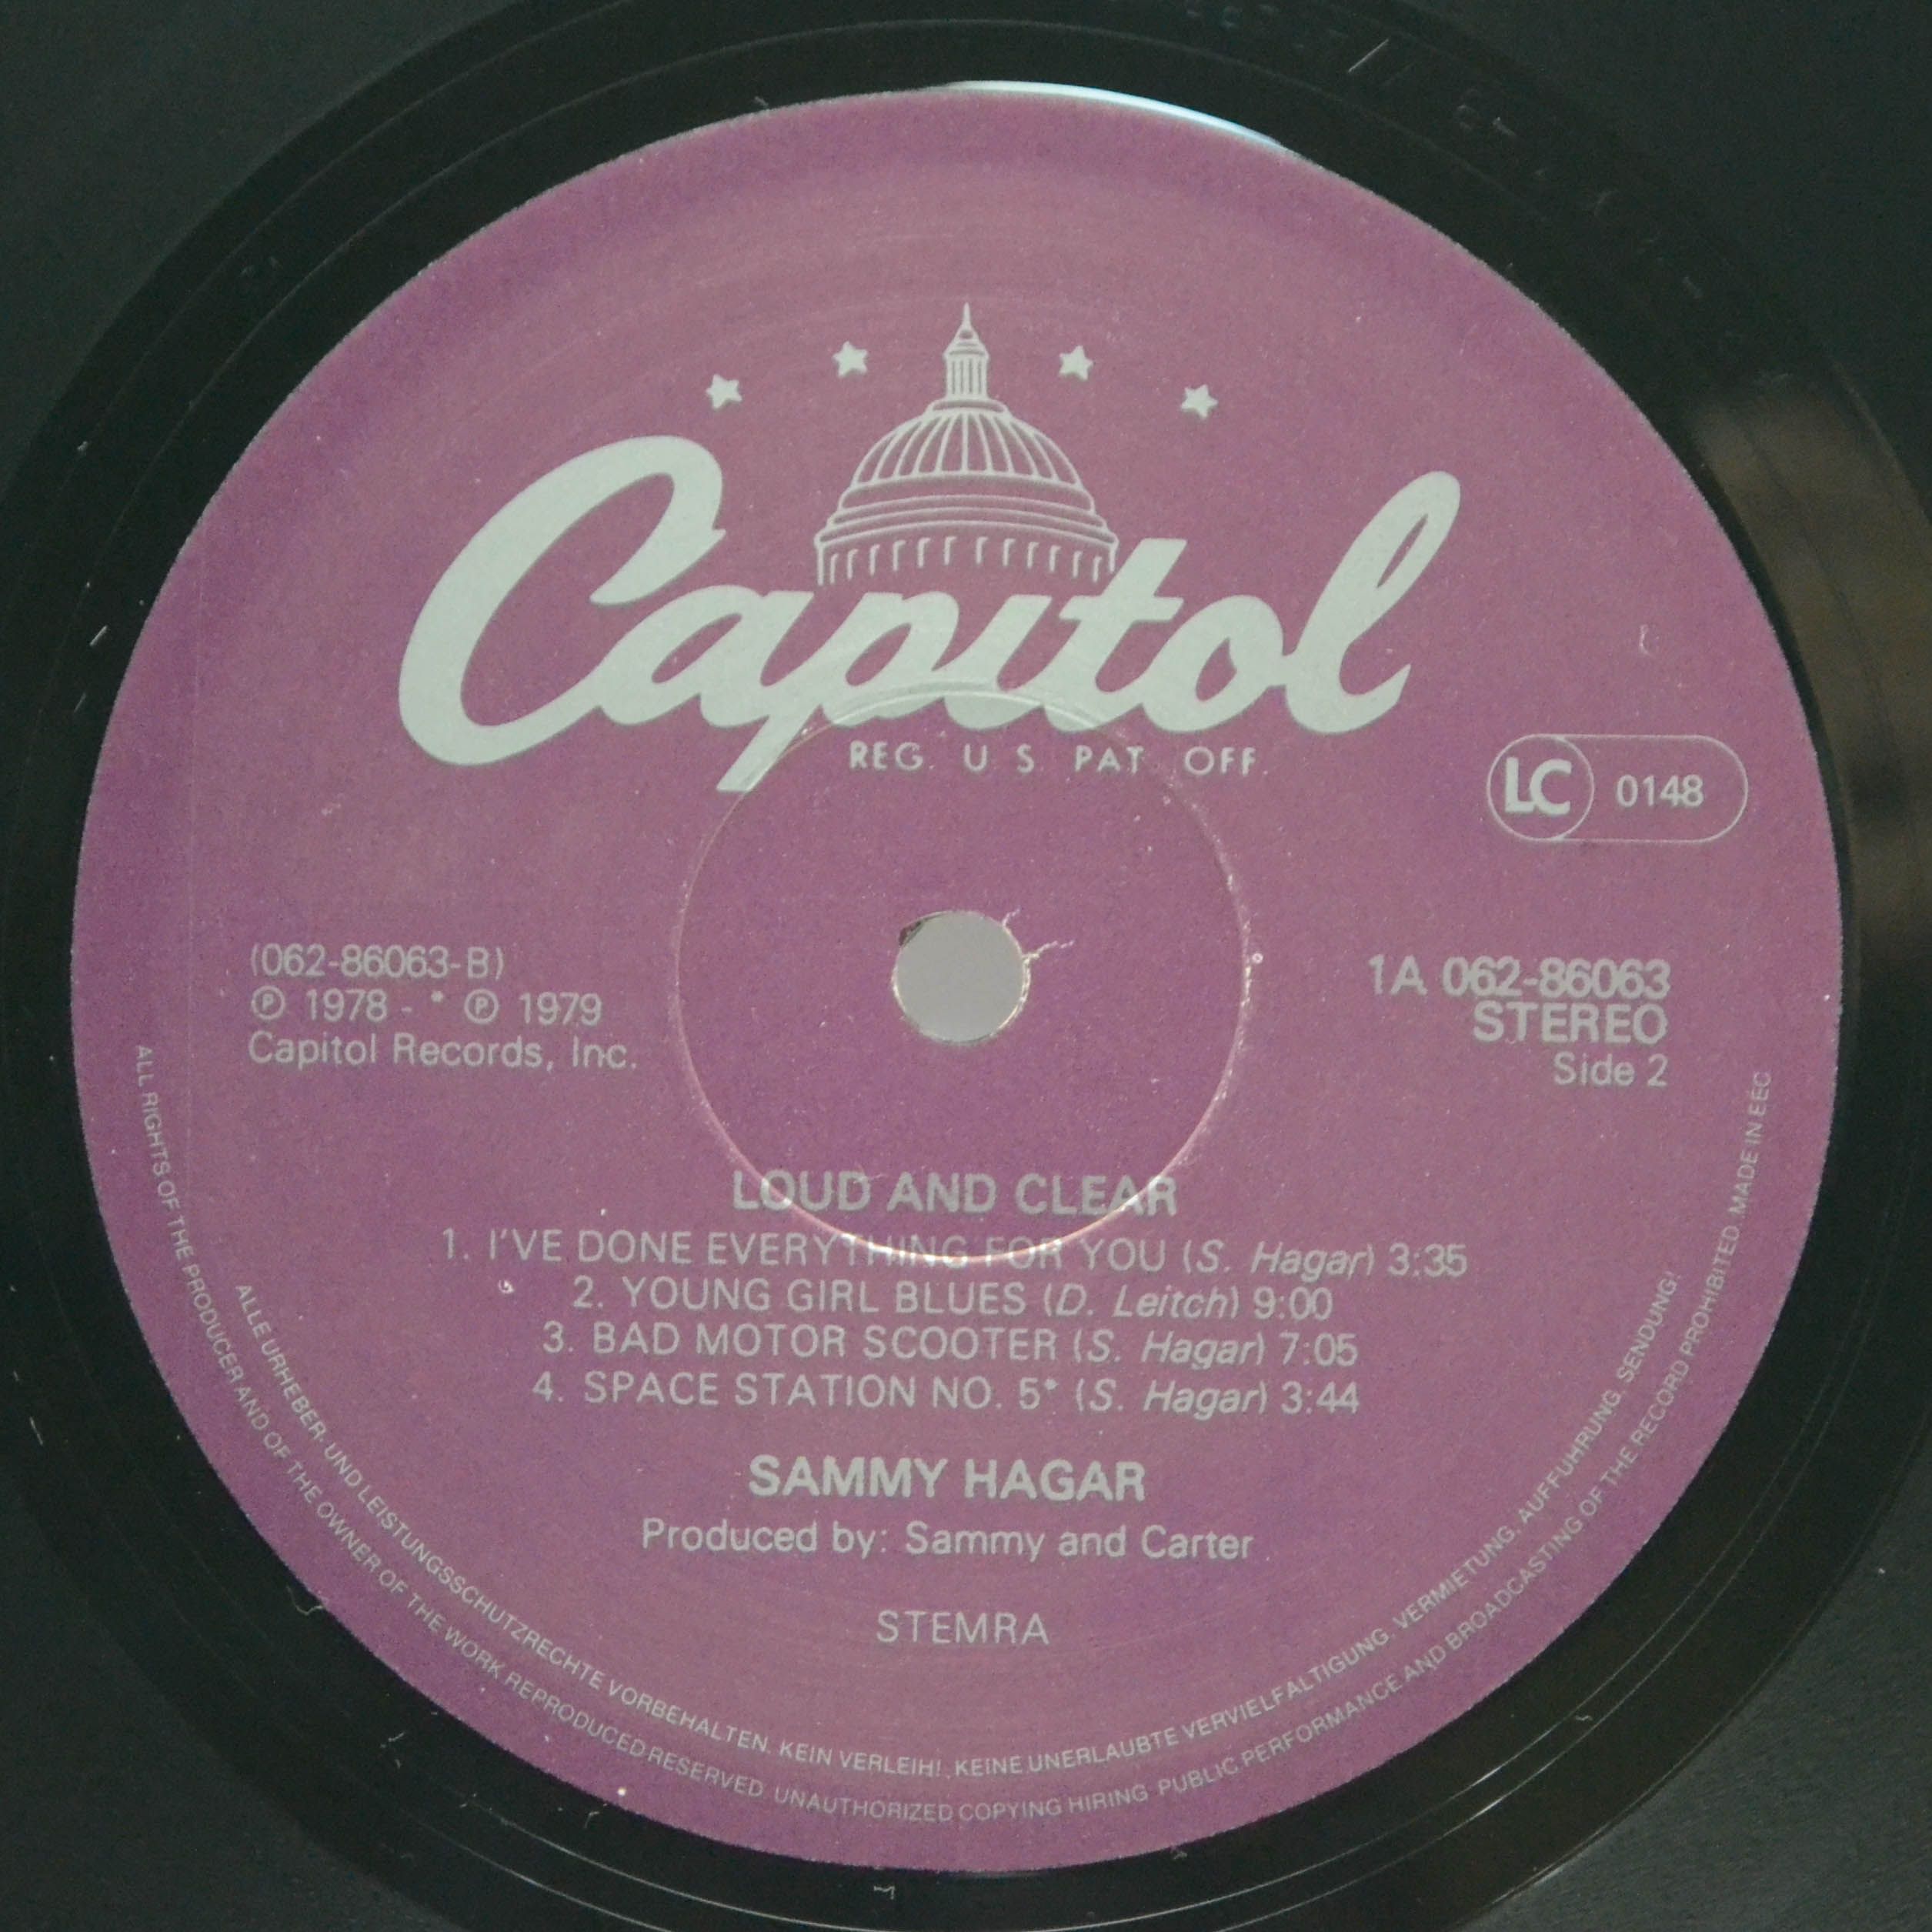 Capitol
REG. U S. PAT. OFF.
LC 0148
(062-86063-B)
℗ 1978 - * ℗ 1979
Capitol Records, Inc.
1A 062-86063
STEREO
Side 2
LOUD AND CLEAR
1. I'VE DONE EVERYTHING FOR YOU (S. Hagar) 3:35
2. YOUNG GIRL BLUES (D. Leitch) 9:00
3. BAD MOTOR SCOOTER (S. Hagar) 7:05
4. SPACE STATION NO. 5* (S. Hagar) 3:44
SAMMY HAGAR
Produced by: Sammy and Carter
STEMRA
ALLE URHEBER- UND LEISTUNGSSCHUTZRECHTE VORBEHALTEN. KEIN VERLEIH! KEINE UNERLAUBTE VERVIELFALTIGUNG. VERMIETUNG. AUFFUHRUNG. SENDUNG!
ALL RIGHTS OF THE PRODUCER AND OF THE OWNER OF THE WORK REPRODUCED RESERVED UNAUTHORIZED COPYING HIRING PUBLIC PERFORMANCE AND BROADCASTING OF THE RECORD PROHIBITED MADE IN EEC